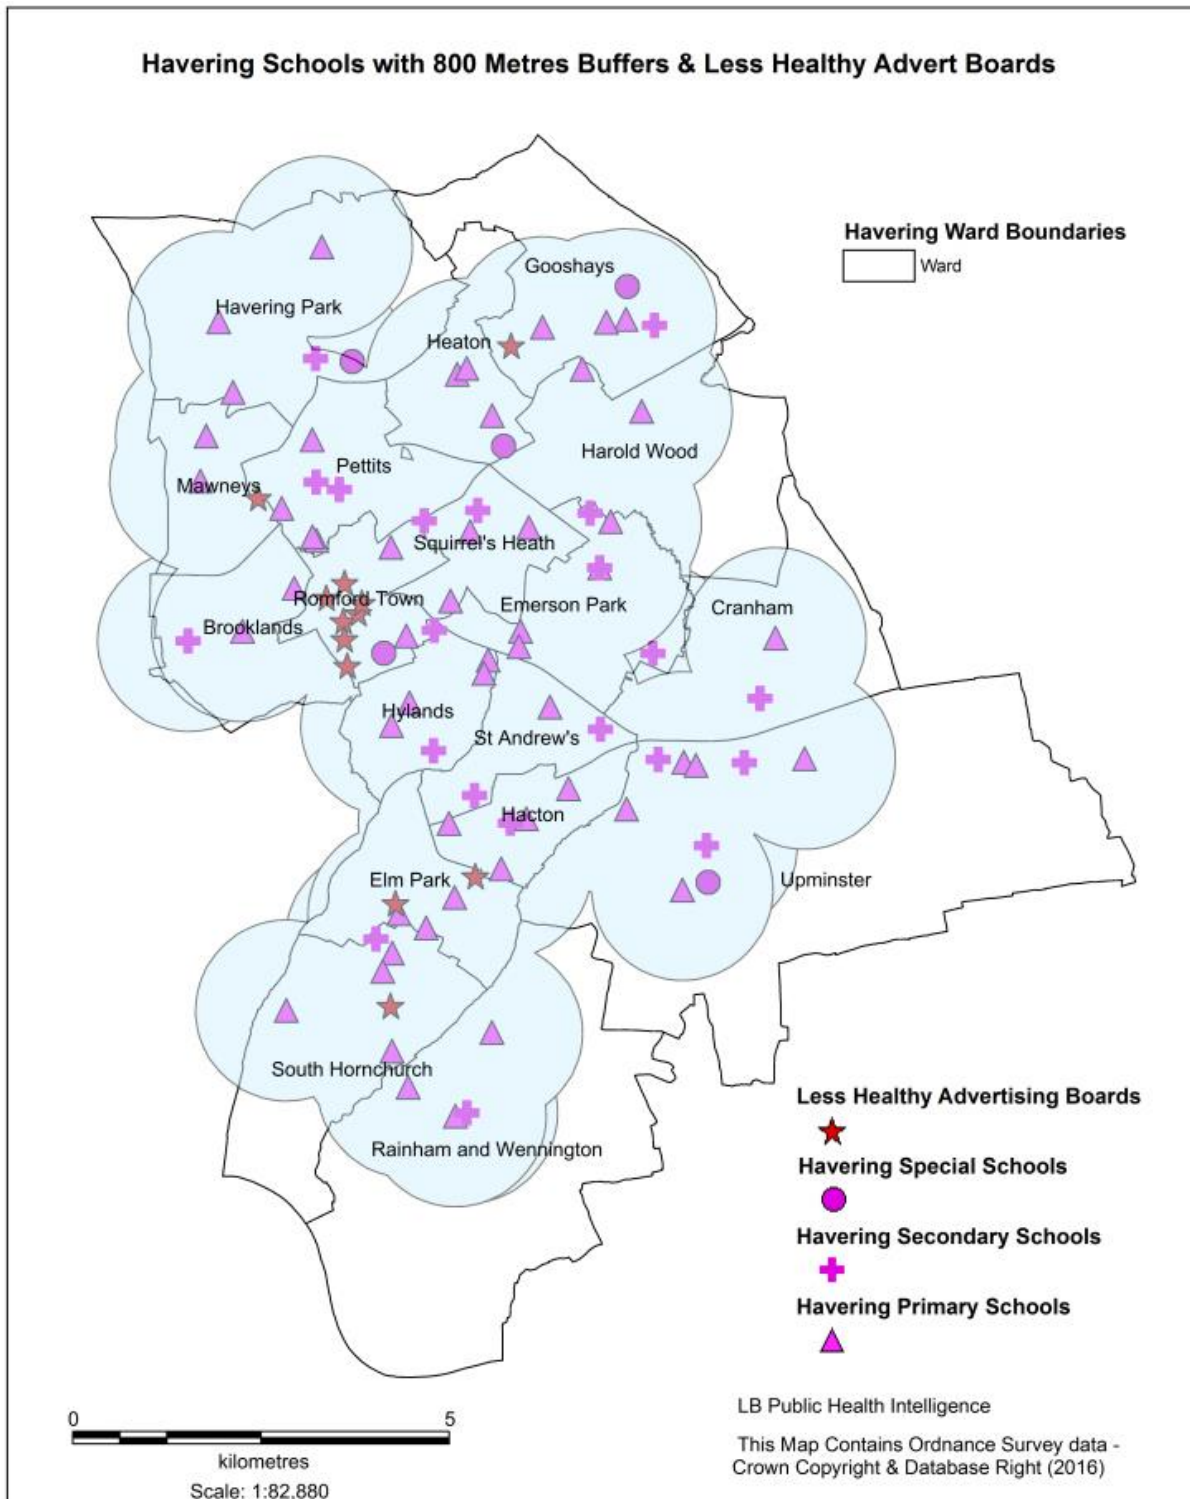 Havering Schools with 800 Metres Buffers & Less Healthy Advert Boards
Havering Ward Boundaries
Ward
Gooshays
Havering Park
Heaton
Harold Wood
Pettits
Mawneys
Squirrel's Heath
Romford Town
Emerson Park
Cranham
Brooklands
Hylands
St Andrew's
Hacton
Elm Park
Upminster
South Hornchurch
Rainham and Wennington
Less Healthy Advertising Boards
Havering Special Schools
Havering Secondary Schools
Havering Primary Schools
LB Public Health Intelligence
This Map Contains Ordnance Survey data -
Crown Copyright & Database Right (2016)
0 5
kilometres
Scale: 1:82,880